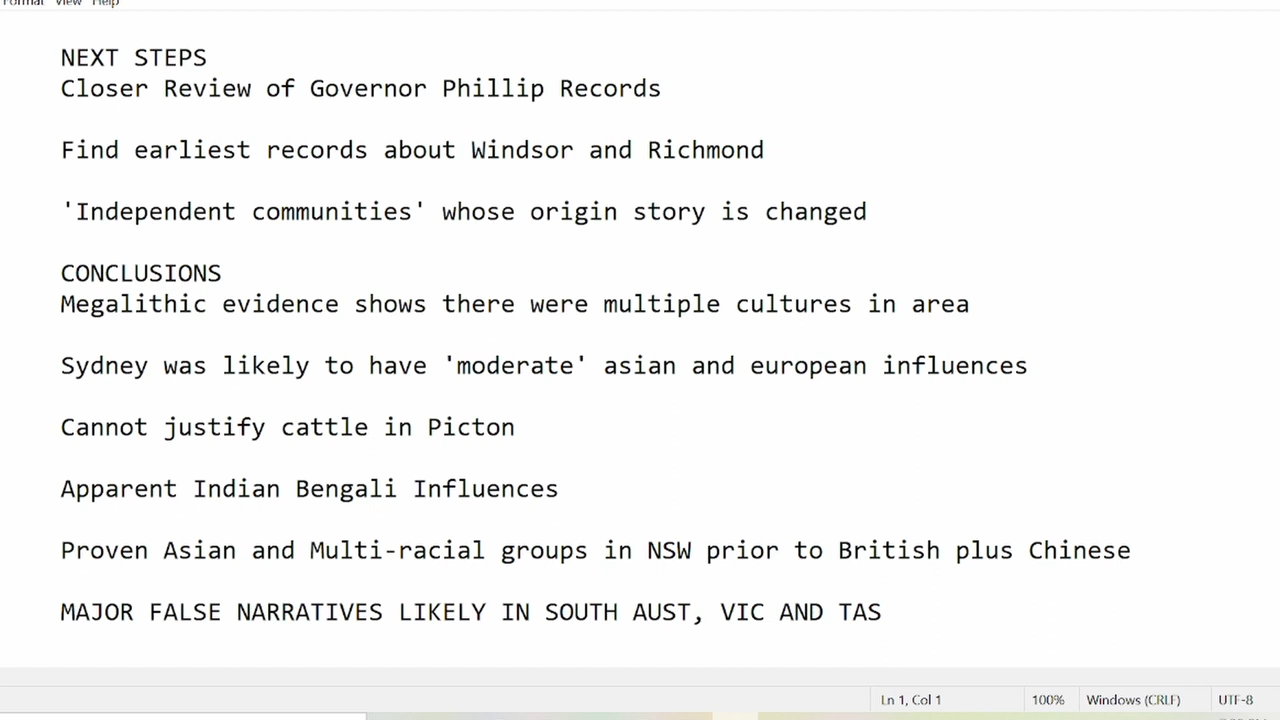 Format View Help
NEXT STEPS
Closer Review of Governor Phillip Records
Find earliest records about Windsor and Richmond
'Independent communities' whose origin story is changed
CONCLUSIONS
Megalithic evidence shows there were multiple cultures in area
Sydney was likely to have 'moderate' asian and european influences
Cannot justify cattle in Picton
Apparent Indian Bengali Influences
Proven Asian and Multi-racial groups in NSW prior to British plus Chinese
MAJOR FALSE NARRATIVES LIKELY IN SOUTH AUST, VIC AND TAS
Ln 1, Col 1 100% Windows (CRLF) UTF-8